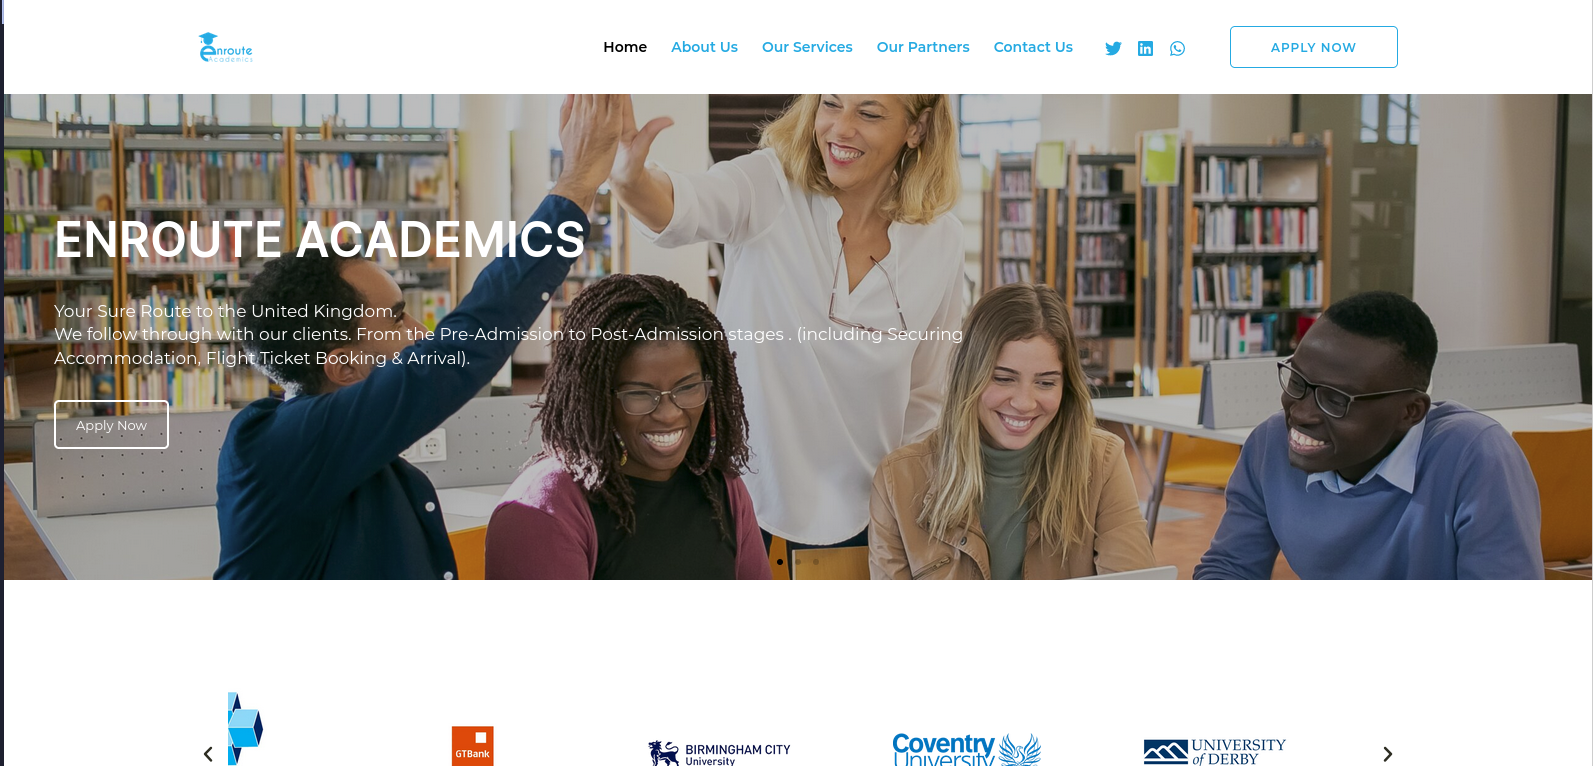 enroute
Academics
Home About Us Our Services Our Partners Contact Us APPLY NOW
ENROUTE ACADEMICS
Your Sure Route to the United Kingdom.
We follow through with our clients. From the Pre-Admission to Post-Admission stages . (including Securing
Accommodation, Flight Ticket Booking & Arrival).
Apply Now
GTBank
BIRMINGHAM CITY
University
Coventry
University
UNIVERSITY
of DERBY